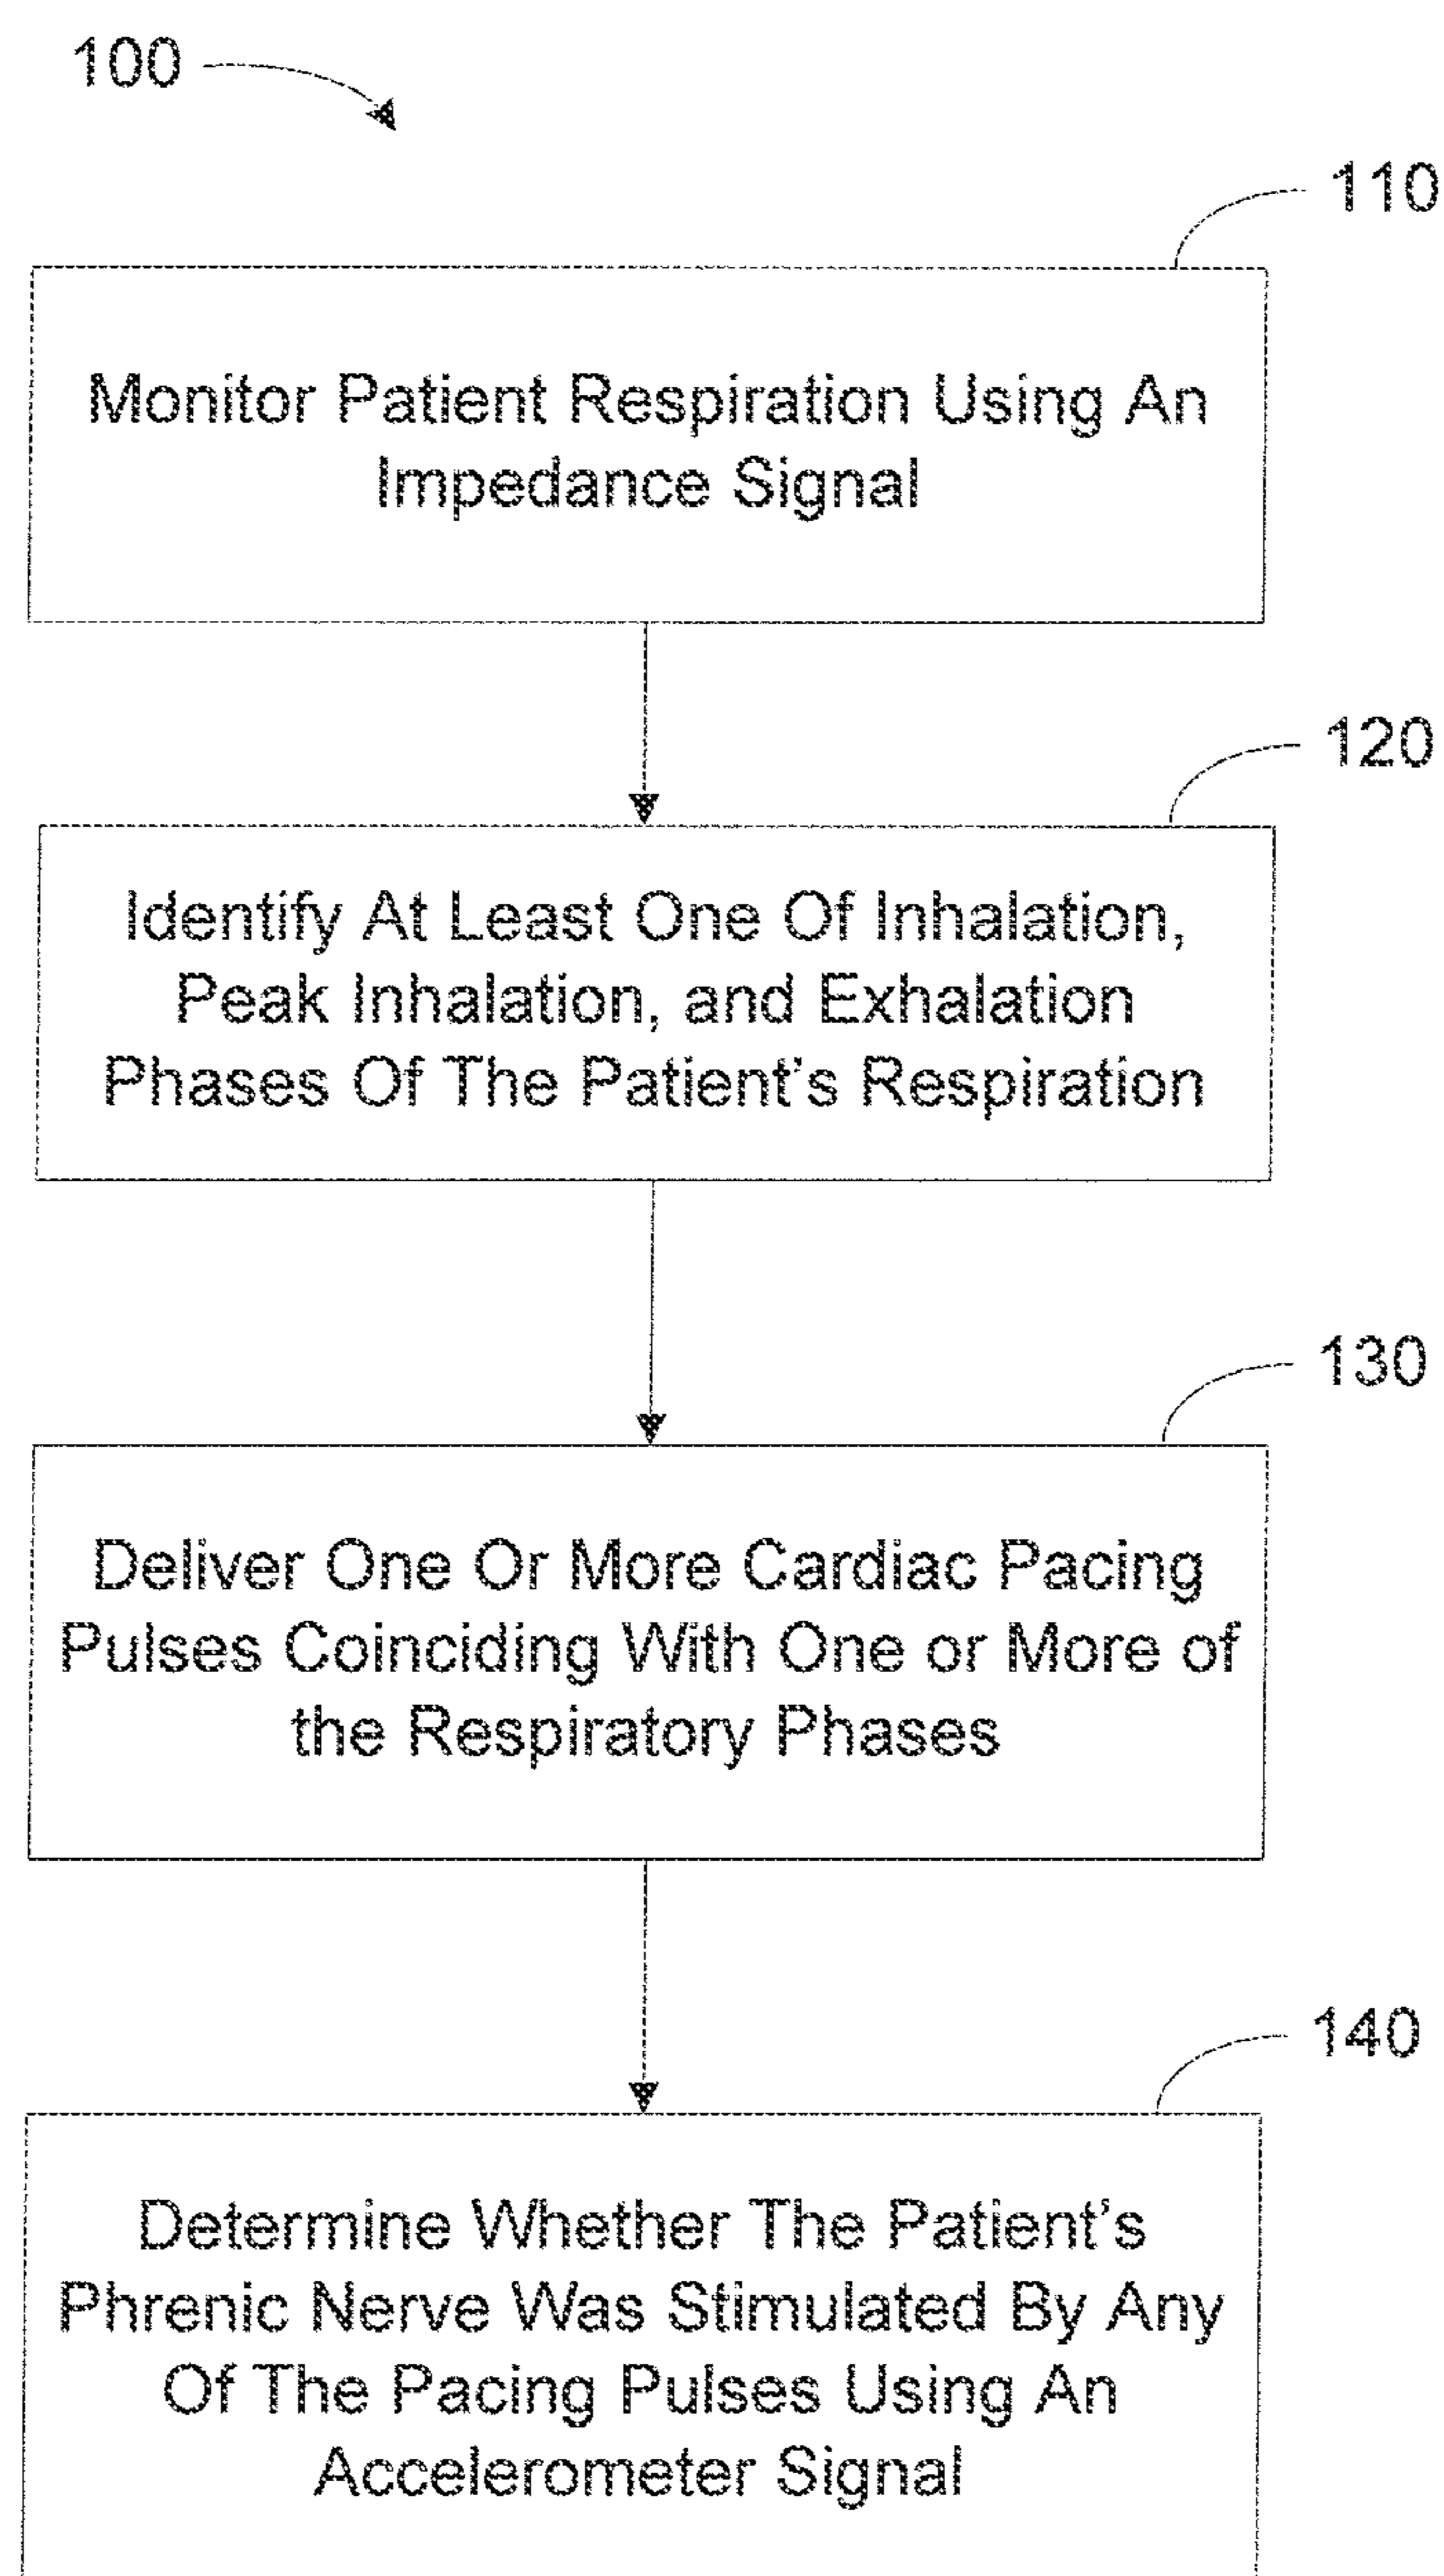 100
110
Monitor Patient Respiration Using An
Impedance Signal
120
Identify At Least One Of Inhalation,
Peak Inhalation, and Exhalation
Phases Of The Patient's Respiration
130
Deliver One Or More Cardiac Pacing
Pulses Coinciding With One or More of
the Respiratory Phases
140
Determine Whether The Patient's
Phrenic Nerve Was Stimulated By Any
Of The Pacing Pulses Using An
Accelerometer Signal